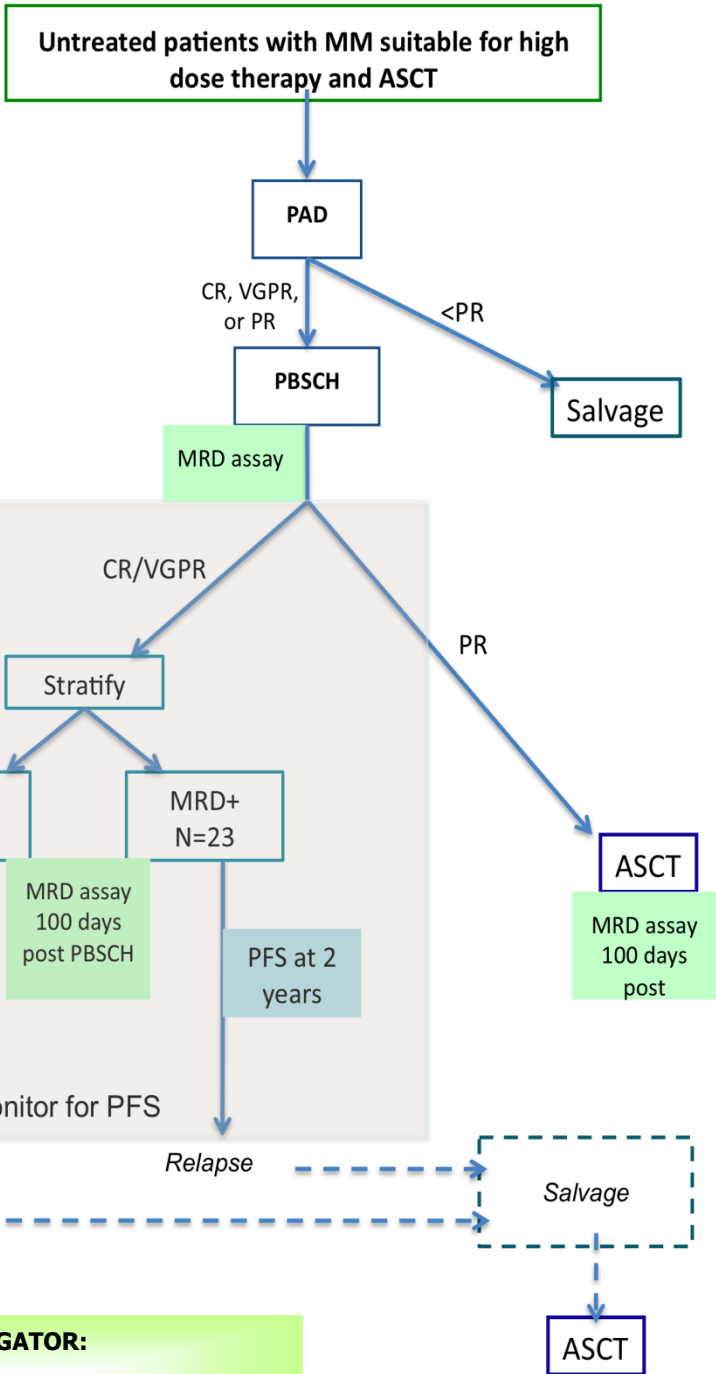 Untreated patients with MM suitable for high
dose therapy and ASCT
PAD
CR, VGPR,
or PR
<PR
PBSCH
Salvage
MRD assay
CR/VGPR
PR
Stratify
MRD+
N=23
ASCT
MRD assay
100 days
post PBSCH
MRD assay
100 days
post
PFS at 2
years
onitor for PFS
Relapse
Salvage
GATOR:
ASCT